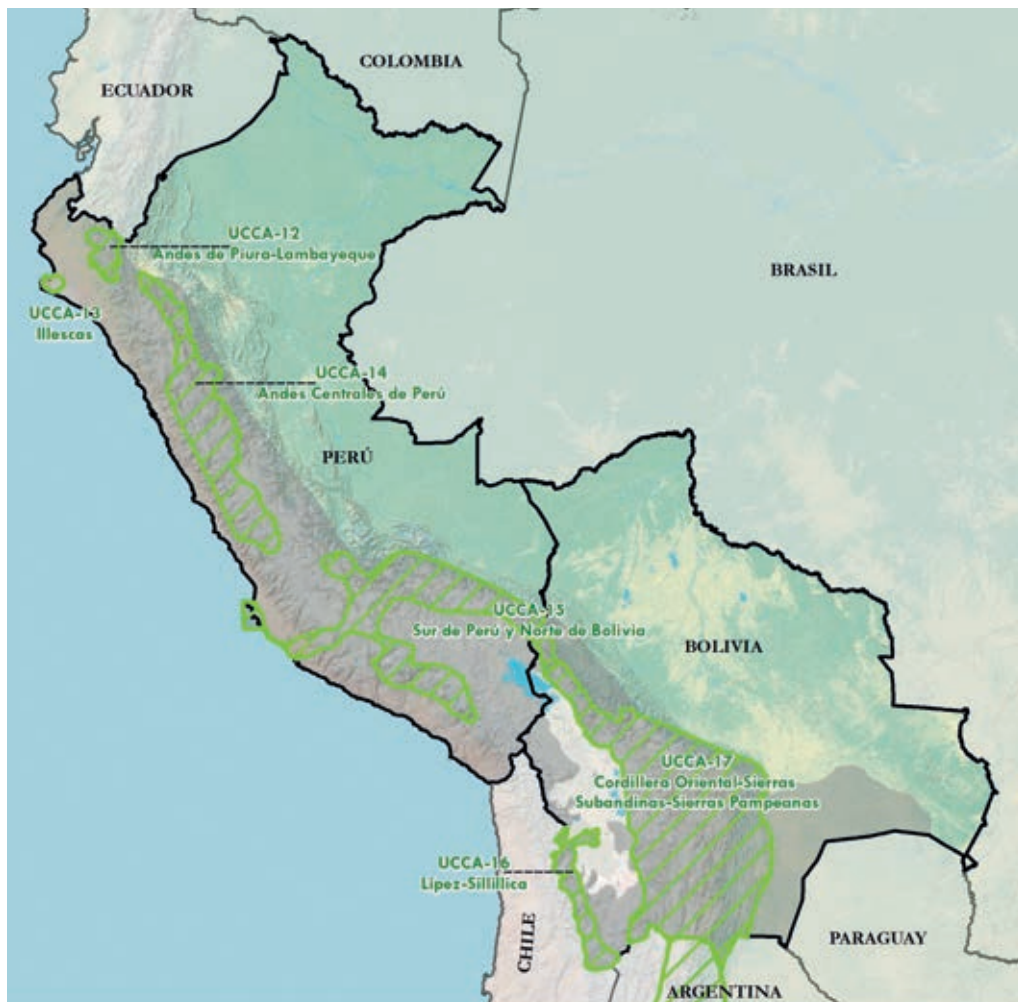 COLOMBIA
ECUADOR
UCCA-12
Andes de Piura-Lambayeque
BRASIL
UCCA-13
Illescas
UCCA-14
Andes Centrales de Perú
PERÚ
UCCA-15
Sur de Perú y Norte de Bolivia
BOLIVIA
UCCA-17
Cordillera Oriental-Sierras
Subandinas-Sierras Pampeanas
UCCA-16
Lípez-Sillillica
CHILE
PARAGUAY
ARGENTINA